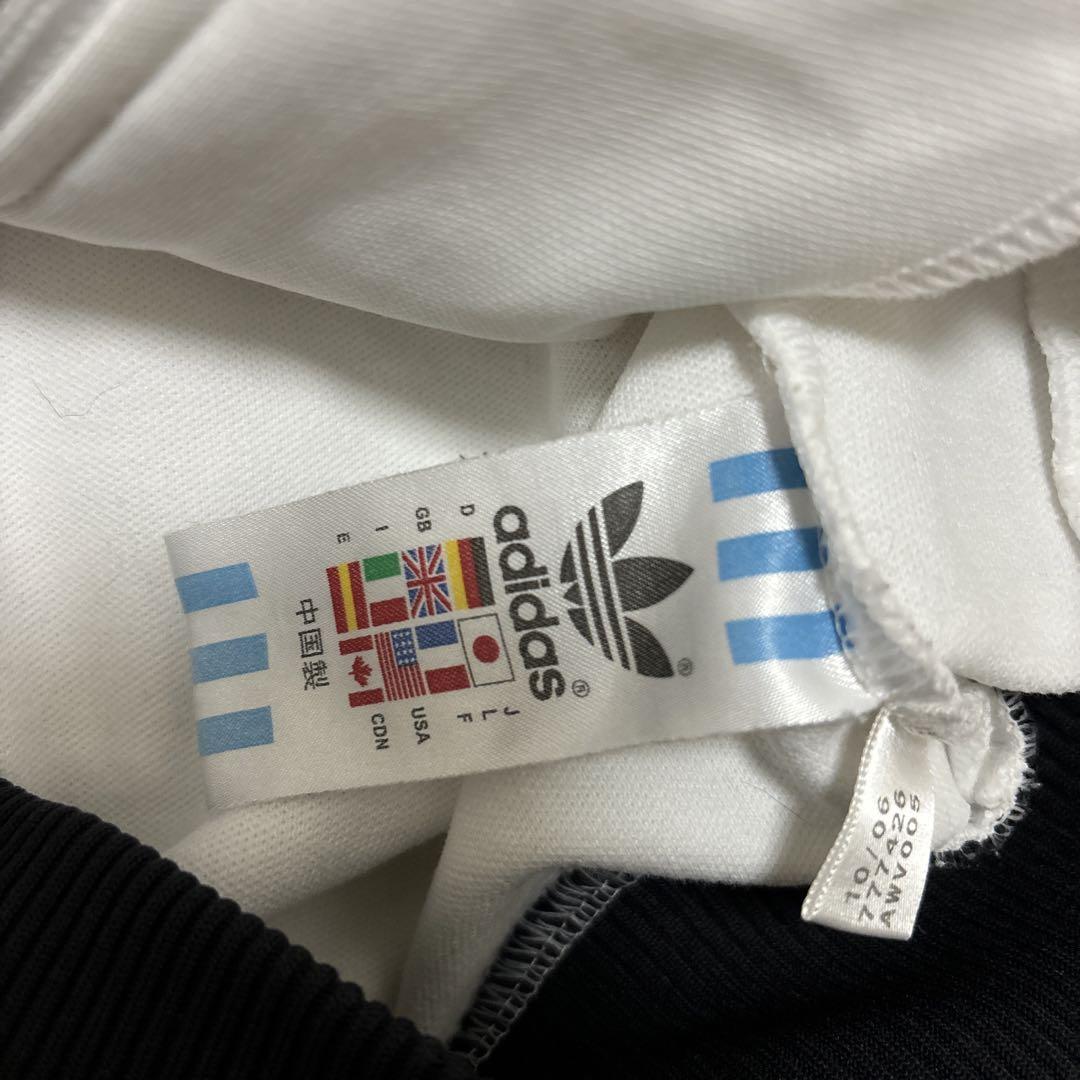 adidas®
®
D
GB
I
E
J
L
F
USA
CDN
中国製
10/06
777426
AWV005